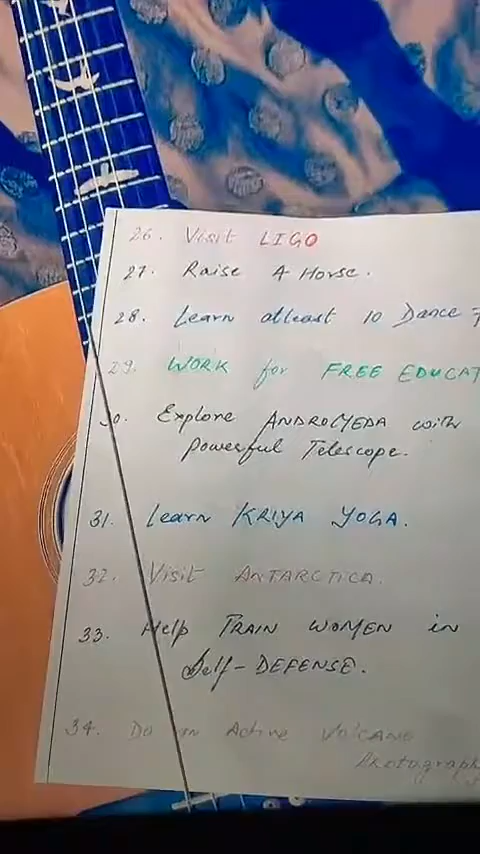 26. Visit LIGO
27. Raise A Horse.
28. Learn atleast 10 Dance
29. WORK for FREE EDUCAT
30. Explore ANDROMEDA with
Powerful Telescope.
31. Learn KRIYA YOGA.
32. Visit ANTARCTICA.
33. Help TRAIN WOMEN in
Self-DEFENSE.
34. Do an Active Volcano
Photograph